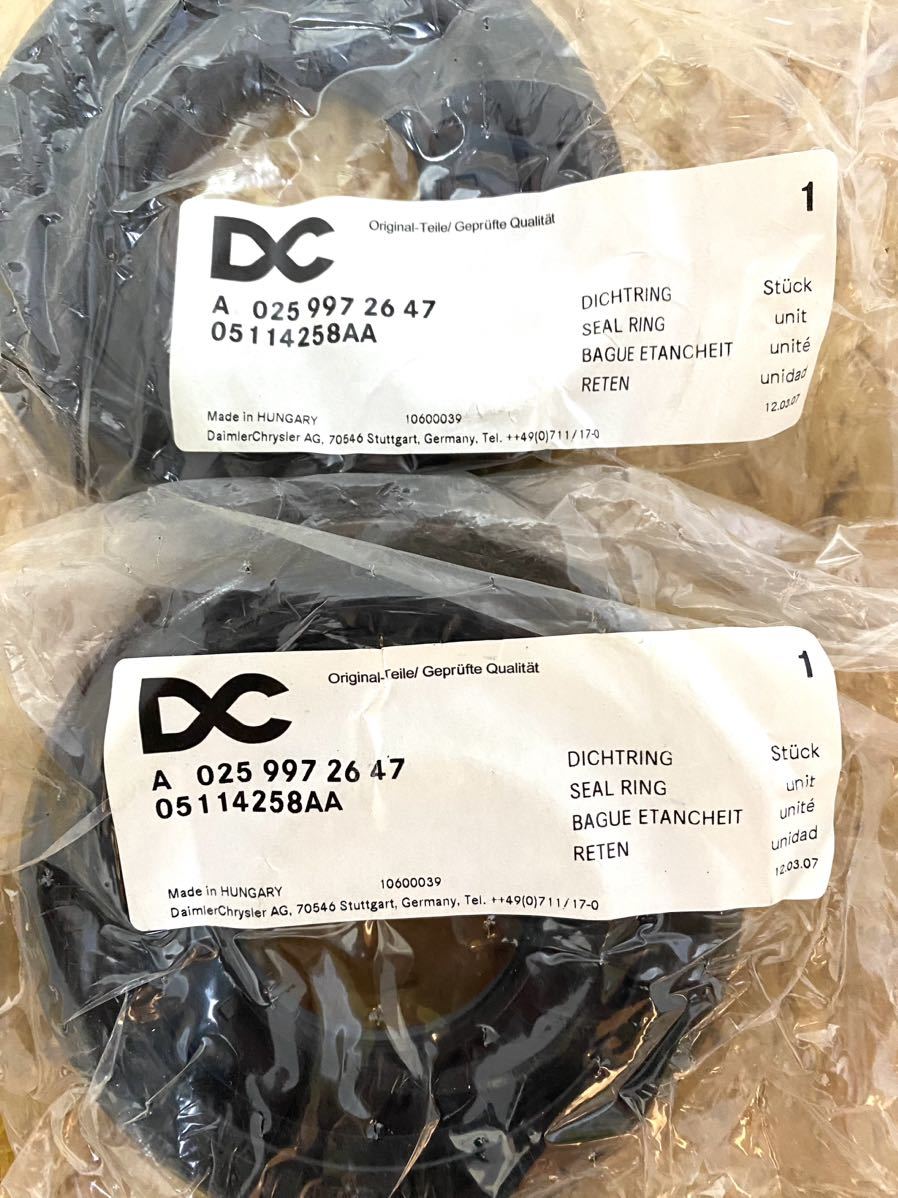 1
DC
Original-Teile/ Geprüfte Qualität
A 025 997 26 47
05114258AA
DICHTRING Stück
SEAL RING unit
BAGUE ETANCHEIT unité
RETEN unidad
12.03.07
Made in HUNGARY 10600039
DaimlerChrysler AG, 70546 Stuttgart, Germany, Tel. ++49(0)711/17-0
1
DC
Original-Teile/ Geprüfte Qualität
A 025 997 26 47
05114258AA
DICHTRING Stück
SEAL RING unit
BAGUE ETANCHEIT unité
RETEN unidad
12.03.07
Made in HUNGARY 10600039
DaimlerChrysler AG, 70546 Stuttgart, Germany, Tel. ++49(0)711/17-0